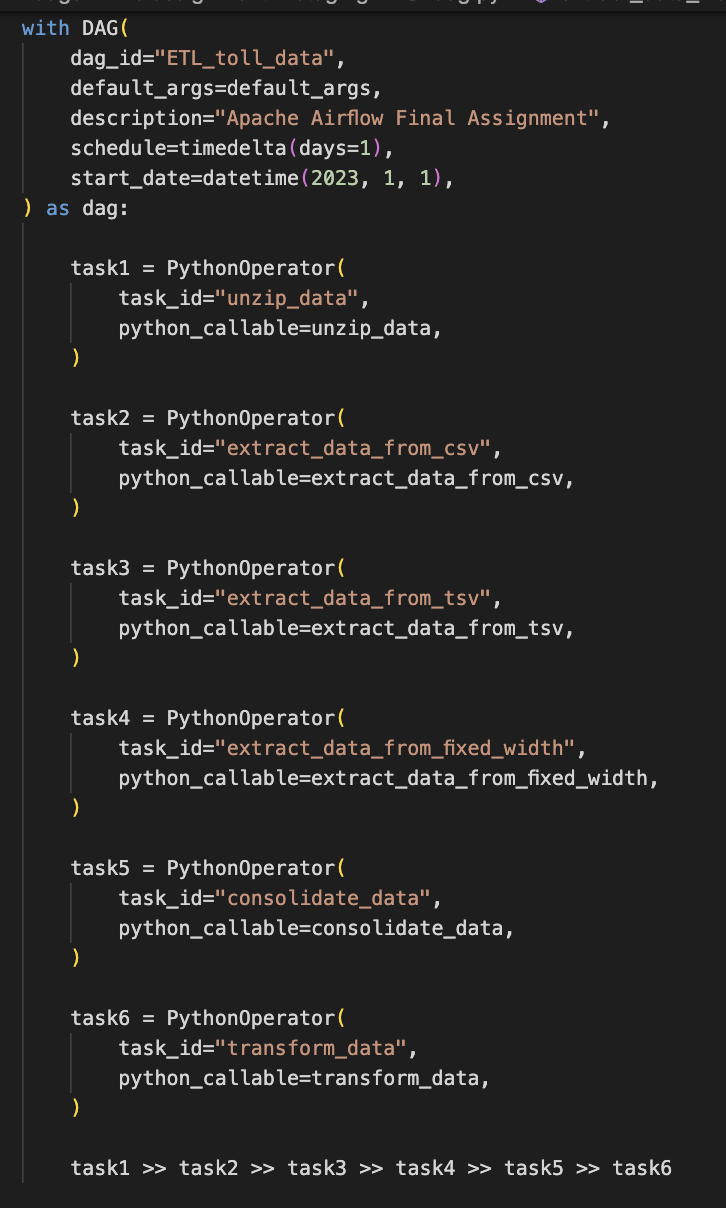 with DAG(
    dag_id="ETL_toll_data",
    default_args=default_args,
    description="Apache Airflow Final Assignment",
    schedule=timedelta(days=1),
    start_date=datetime(2023, 1, 1),
) as dag:
    task1 = PythonOperator(
        task_id="unzip_data",
        python_callable=unzip_data,
    )
    task2 = PythonOperator(
        task_id="extract_data_from_csv",
        python_callable=extract_data_from_csv,
    )
    task3 = PythonOperator(
        task_id="extract_data_from_tsv",
        python_callable=extract_data_from_tsv,
    )
    task4 = PythonOperator(
        task_id="extract_data_from_fixed_width",
        python_callable=extract_data_from_fixed_width,
    )
    task5 = PythonOperator(
        task_id="consolidate_data",
        python_callable=consolidate_data,
    )
    task6 = PythonOperator(
        task_id="transform_data",
        python_callable=transform_data,
    )
    task1 >> task2 >> task3 >> task4 >> task5 >> task6